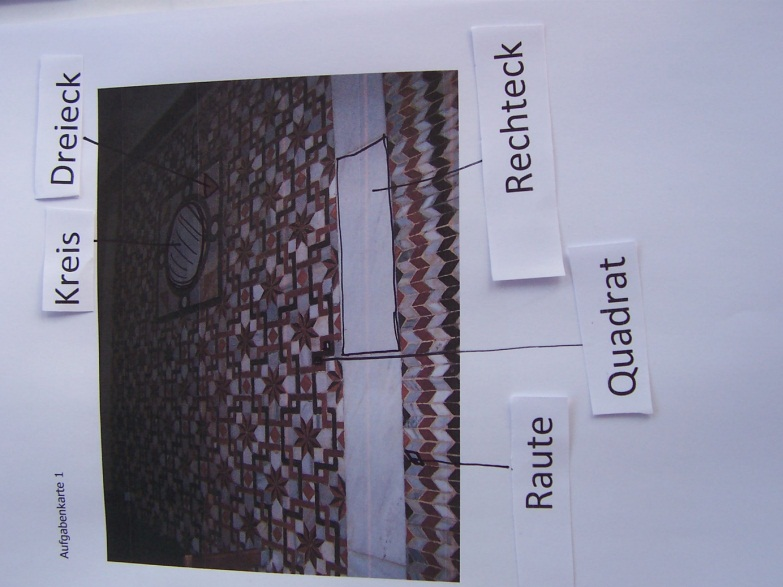 Aufgabenkarte 1
Kreis
Dreieck
Raute
Quadrat
Rechteck